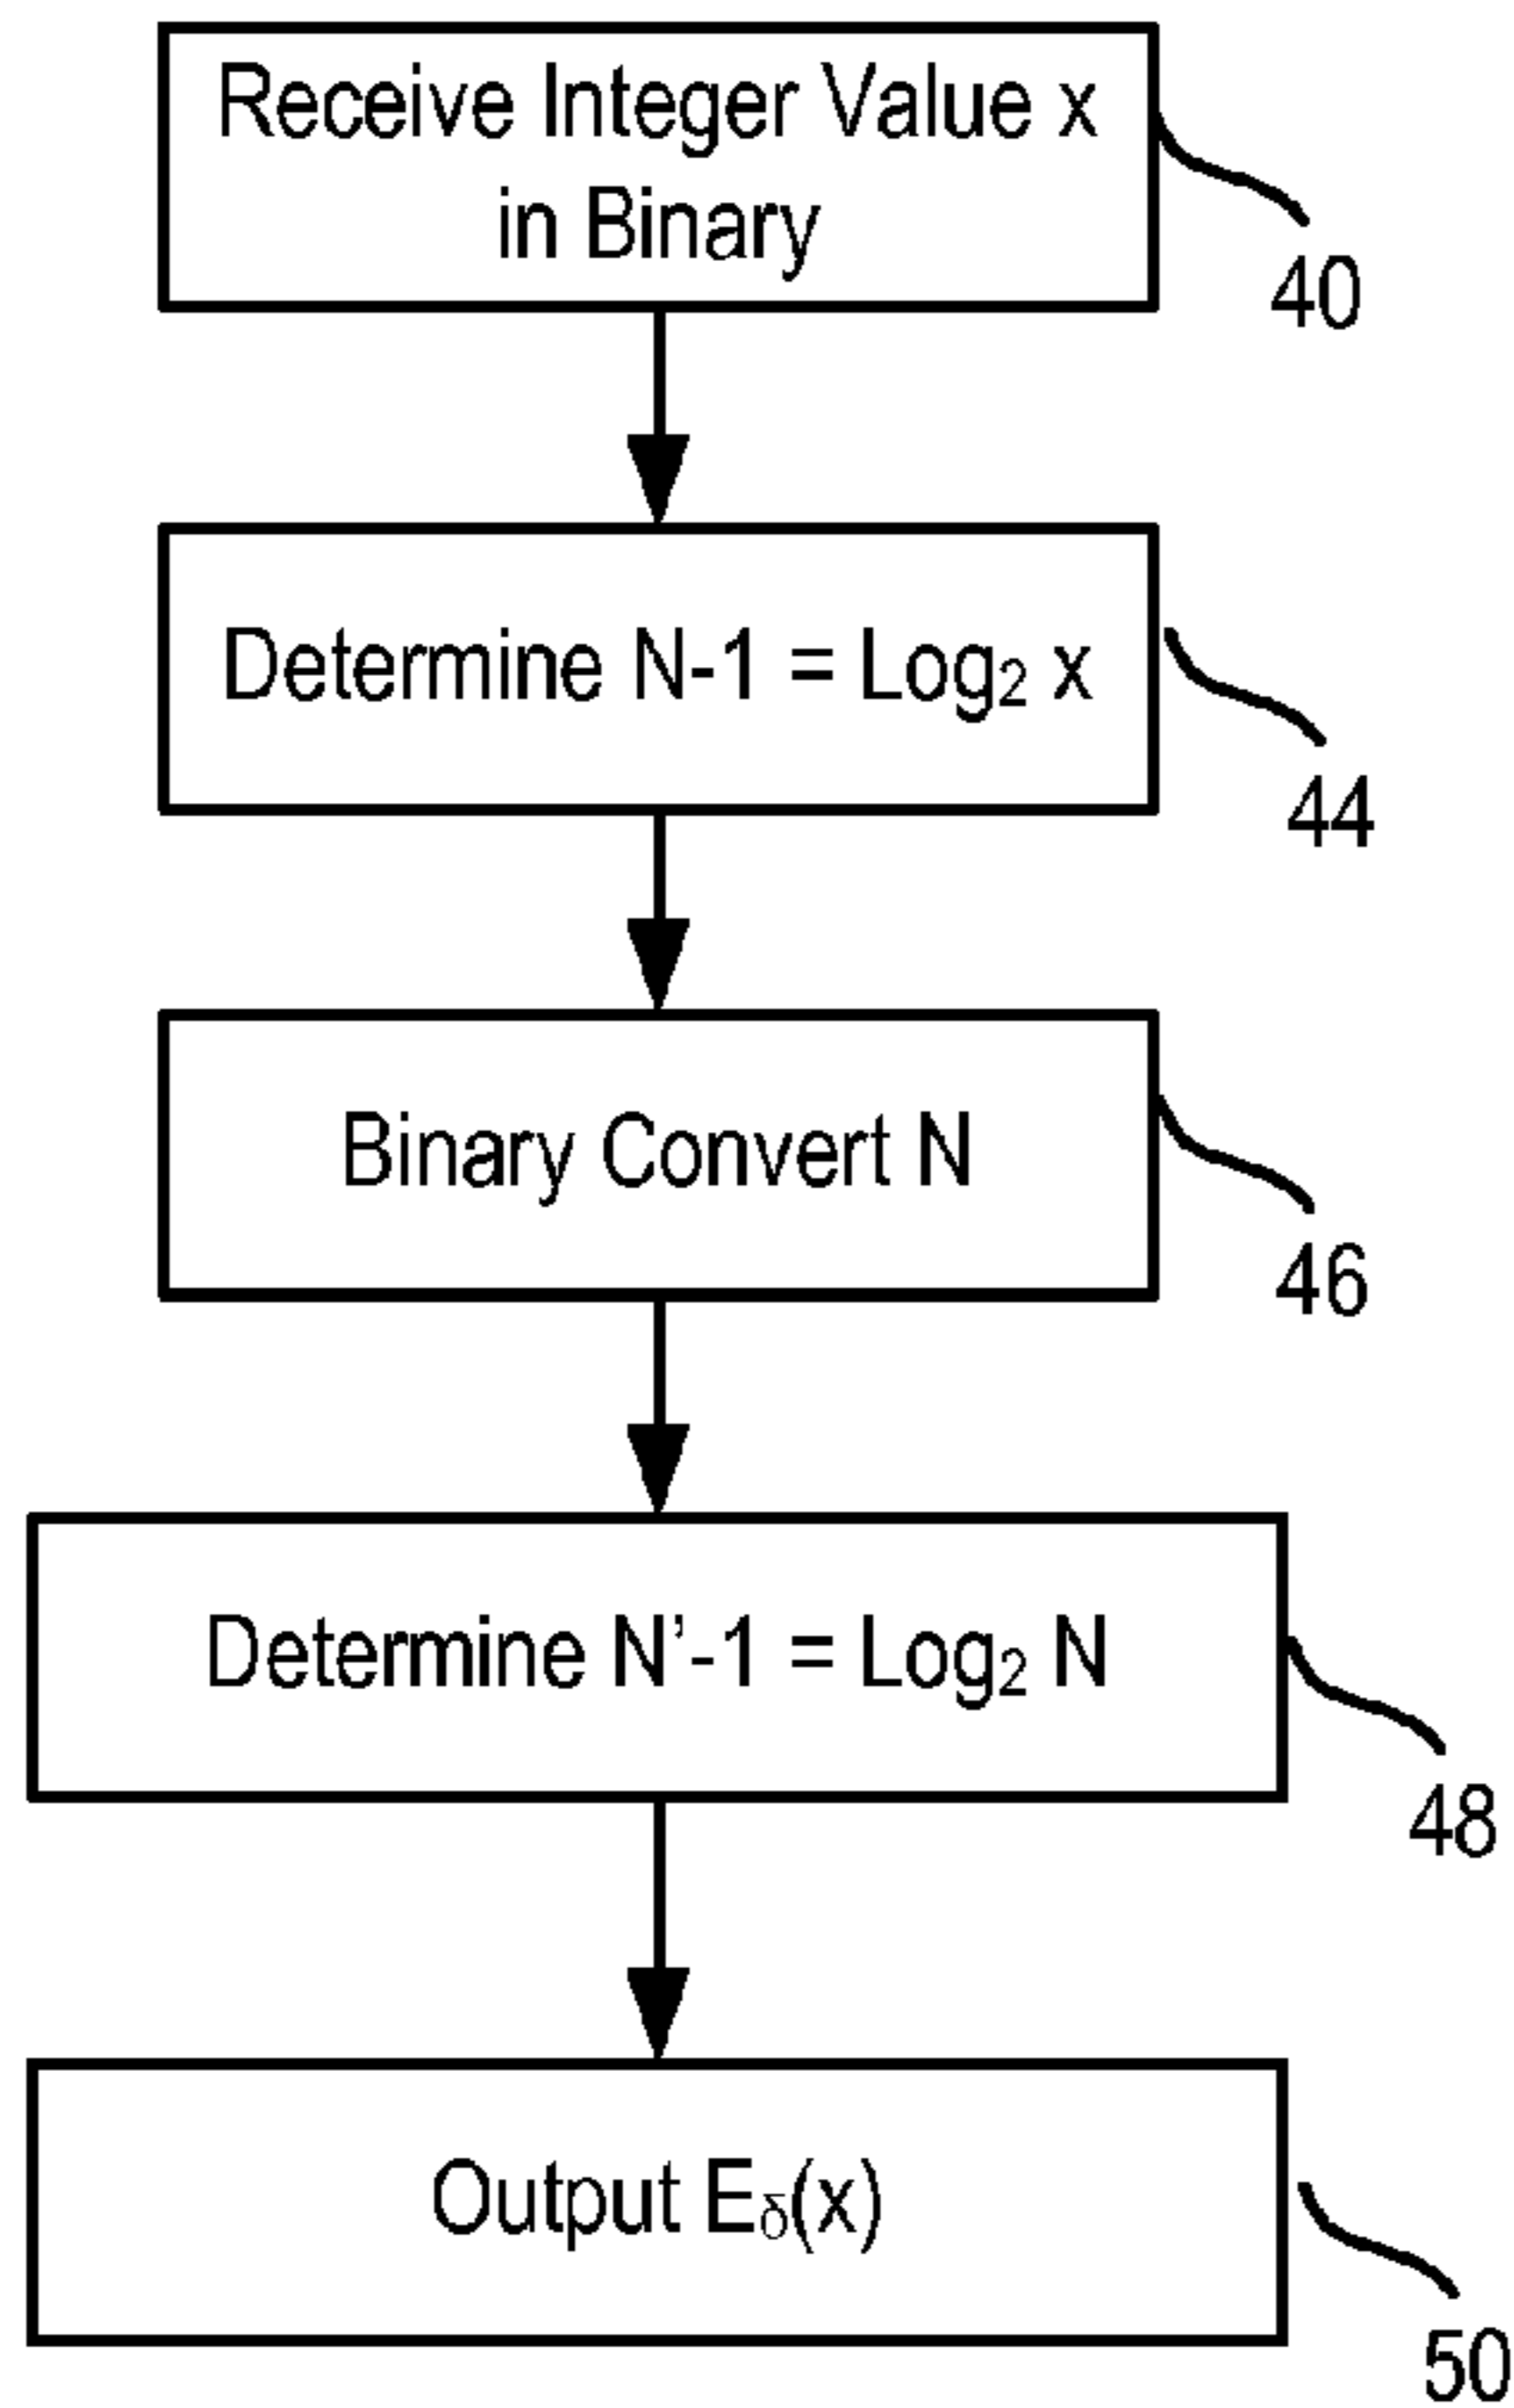 Receive Integer Value x
in Binary
40
Determine N-1 = Log₂ x
44
Binary Convert N
46
Determine N’-1 = Log₂ N
48
Output Eδ(x)
50